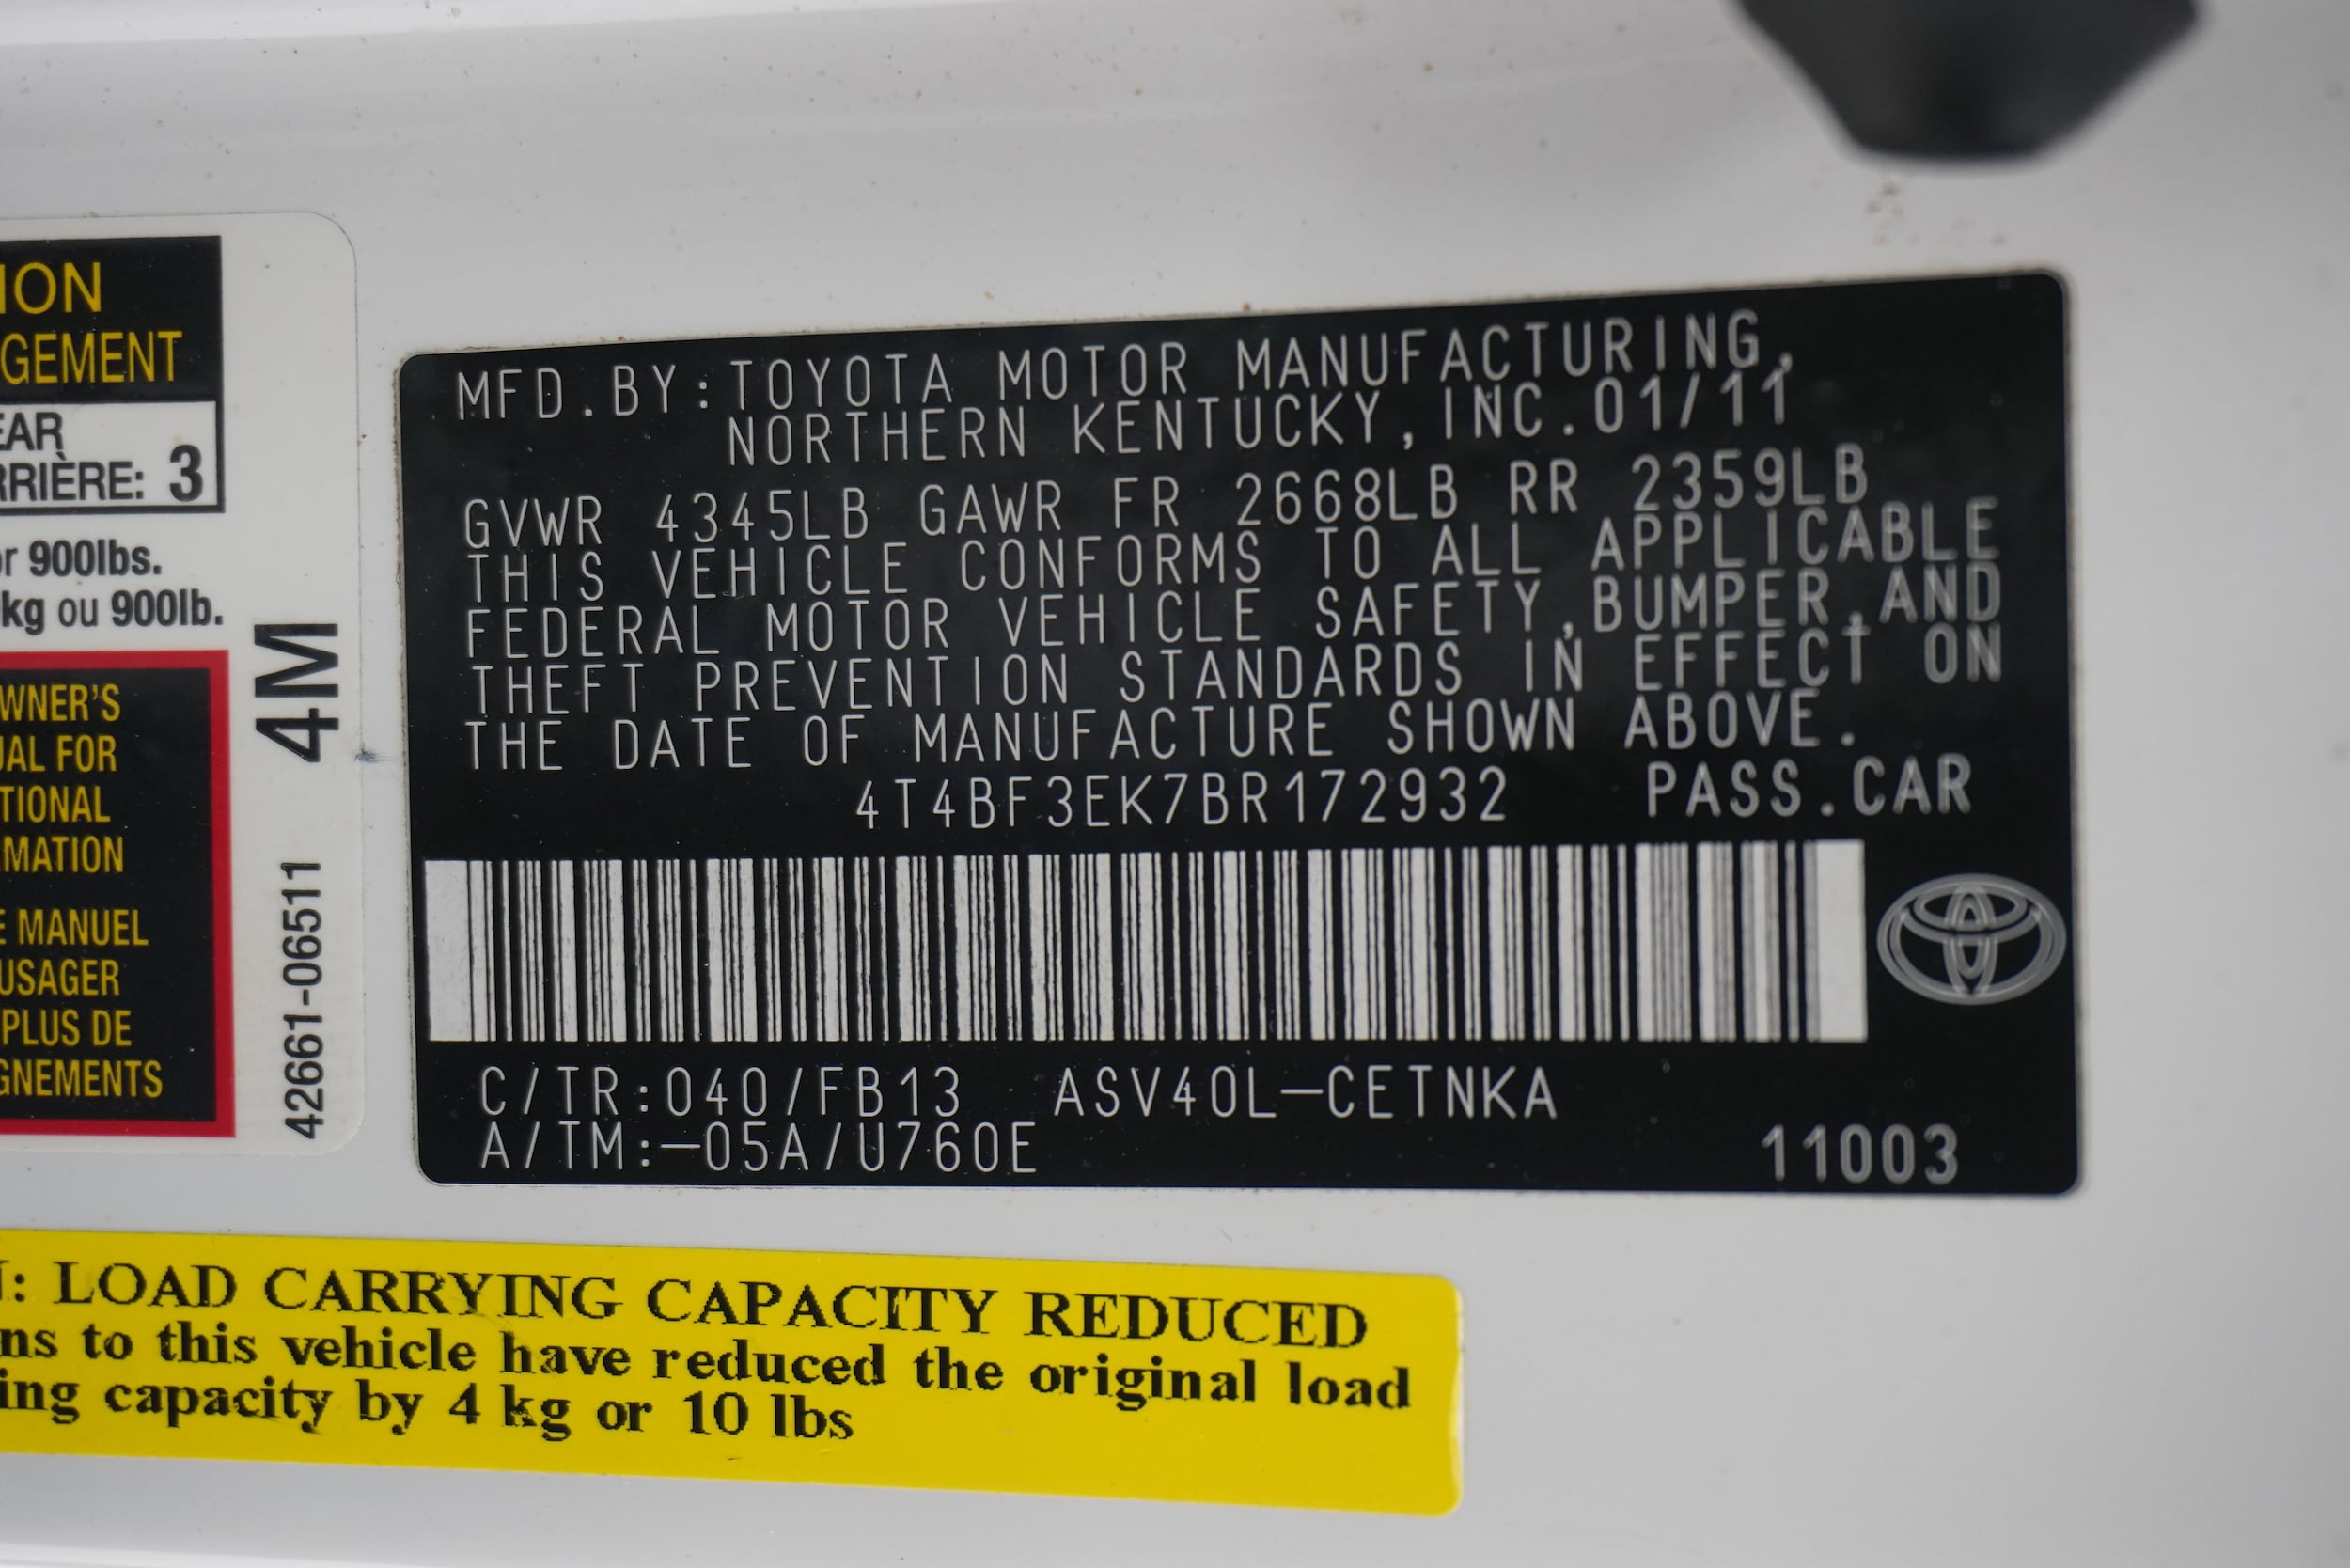 ION
GEMENT
EAR
RRIÈRE: 3
or 900lbs.
kg ou 900lb.
WNER'S
UAL FOR
TIONAL
MATION
E MANUEL
USAGER
PLUS DE
GNEMENTS
4M
42661-06511
MFD.BY:TOYOTA MOTOR MANUFACTURING,
NORTHERN KENTUCKY,INC.01/11
GVWR 4345LB GAWR FR 2668LB RR 2359LB
THIS VEHICLE CONFORMS TO ALL APPLICABLE
FEDERAL MOTOR VEHICLE SAFETY,BUMPER,AND
THEFT PREVENTION STANDARDS IN EFFECT ON
THE DATE OF MANUFACTURE SHOWN ABOVE.
4T4BF3EK7BR172932 PASS.CAR
C/TR:040/FB13 ASV40L-CETNKA
A/TM:-05A/U760E
11003
N: LOAD CARRYING CAPACITY REDUCED
ns to this vehicle have reduced the original load
ing capacity by 4 kg or 10 lbs